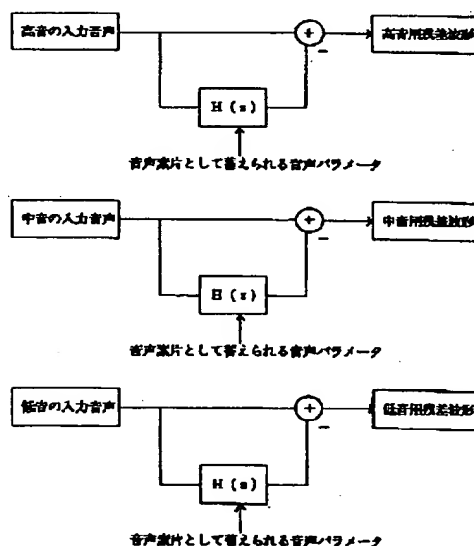 高音の入力音声
+
−
高音用残差波形
H(z)
音声素片として蓄えられる音声パラメータ
中音の入力音声
+
−
中音用残差波形
H(z)
音声素片として蓄えられる音声パラメータ
低音の入力音声
+
−
低音用残差波形
H(z)
音声素片として蓄えられる音声パラメータ